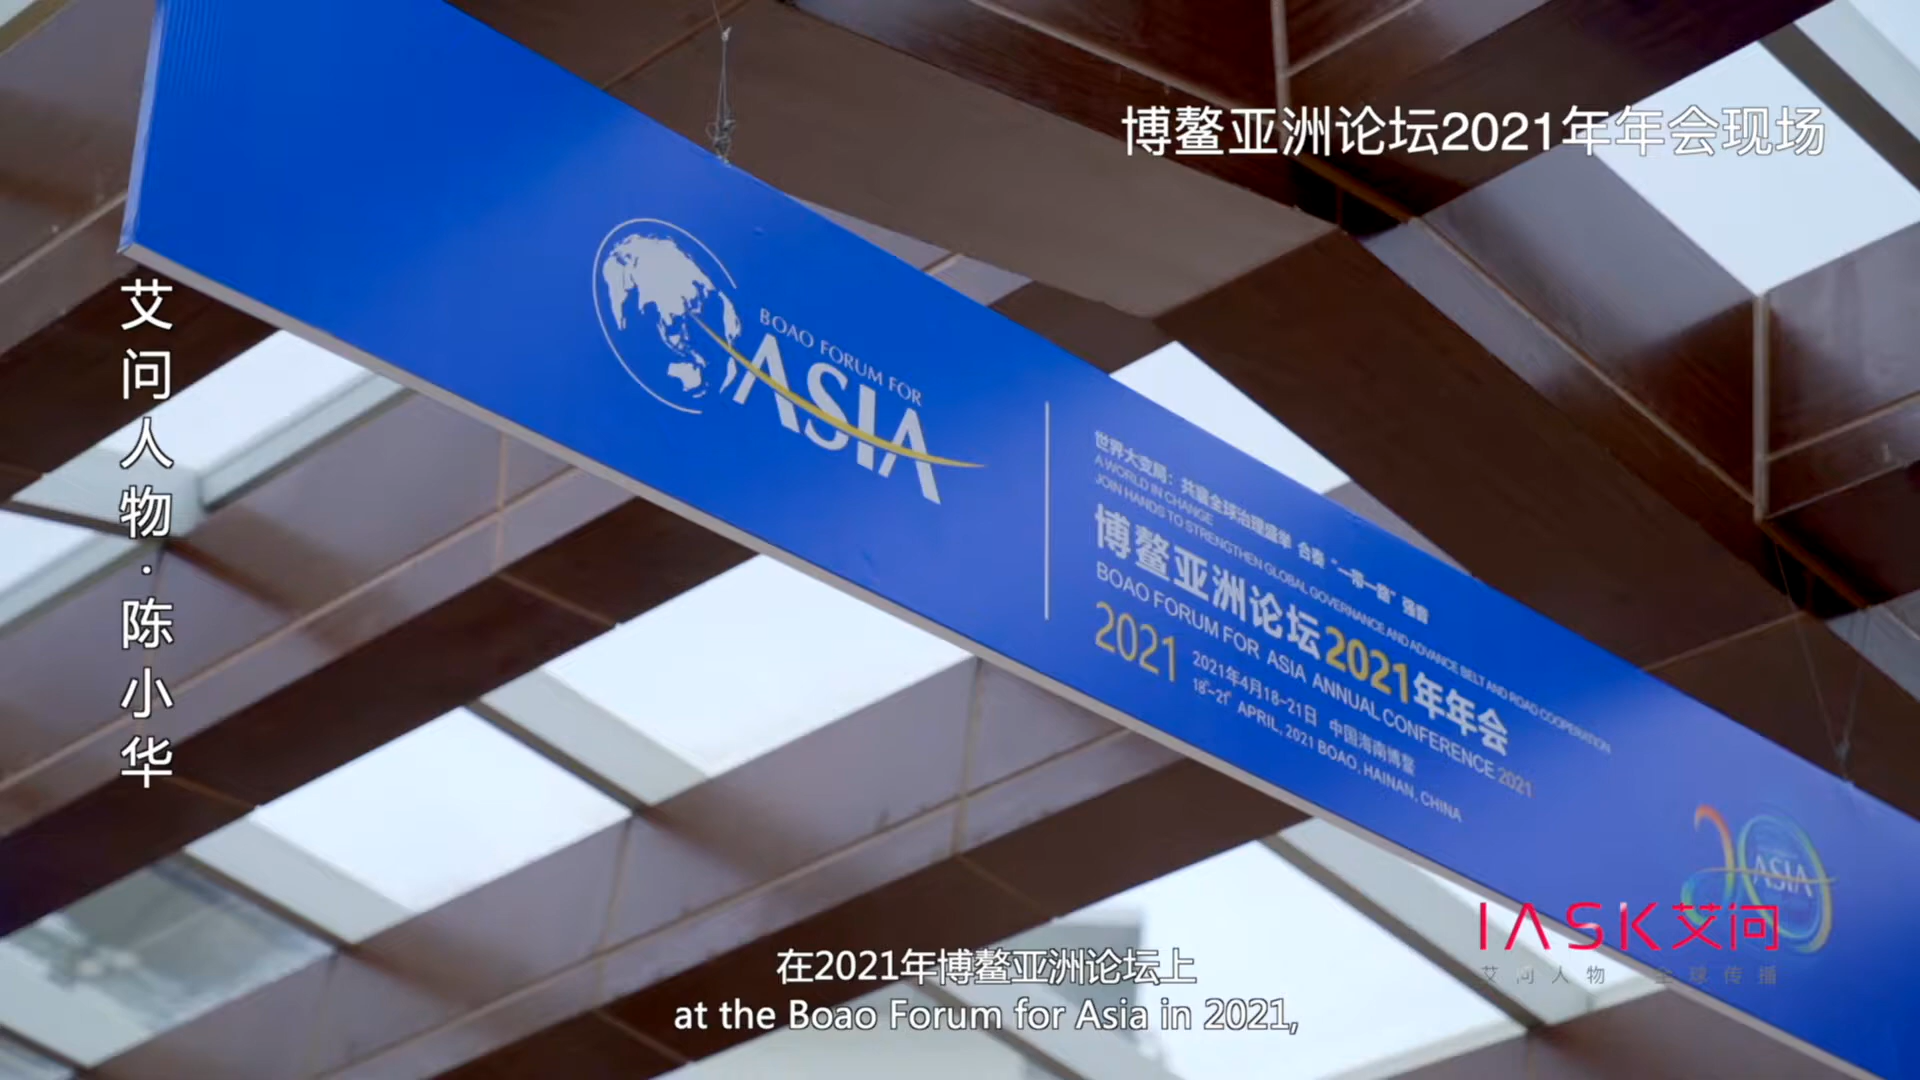 博鳌亚洲论坛2021年年会现场
艾问人物·陈小华
BOAO FORUM FOR
ASIA
世界大变局：共襄全球治理盛举 合奏“一带一路”强音
A WORLD IN CHANGE
JOIN HANDS TO STRENGTHEN GLOBAL GOVERNANCE AND ADVANCE BELT AND ROAD COOPERATION
博鳌亚洲论坛2021年年会
BOAO FORUM FOR ASIA ANNUAL CONFERENCE 2021
2021
2021年4月18-21日 中国海南博鳌
18th-21st APRIL, 2021 BOAO, HAINAN, CHINA
20
ASIA
IASK艾问
艾问人物 全球传播
在2021年博鳌亚洲论坛上
at the Boao Forum for Asia in 2021,